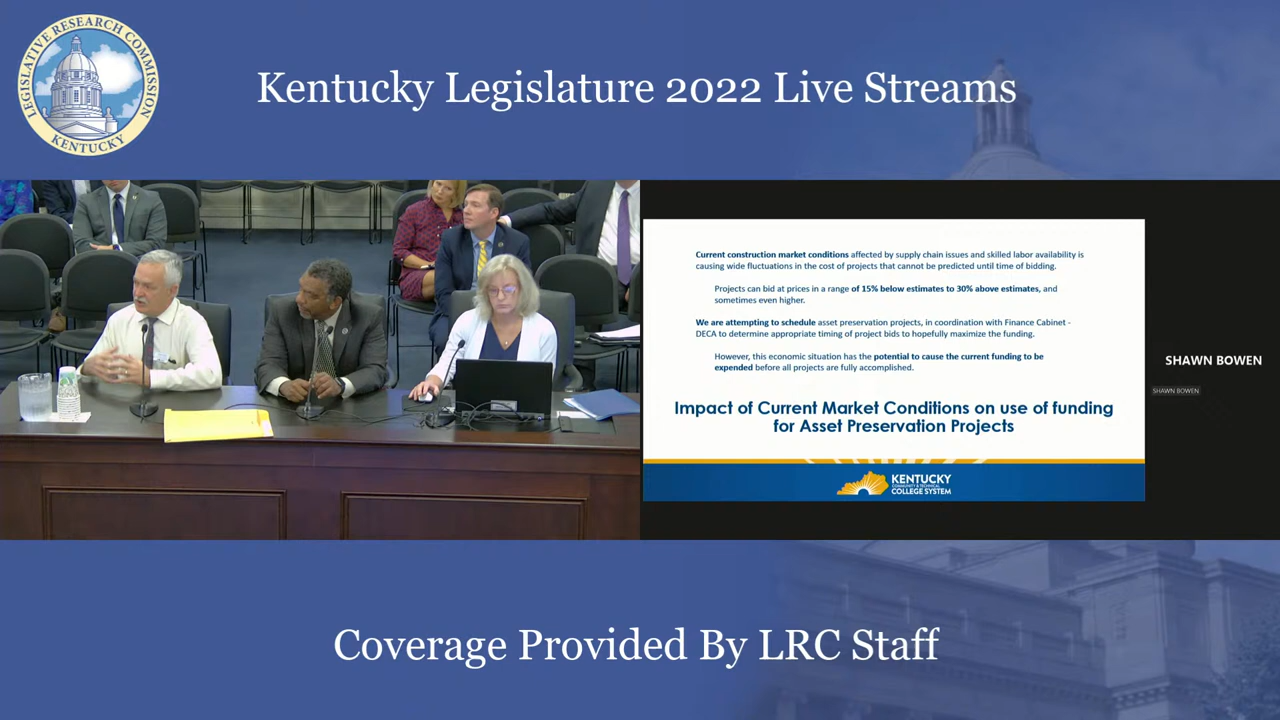 LEGISLATIVE RESEARCH COMMISSION
KENTUCKY
Kentucky Legislature 2022 Live Streams
Current construction market conditions affected by supply chain issues and skilled labor availability is
causing wide fluctuations in the cost of projects that cannot be predicted until time of bidding.
Projects can bid at prices in a range of 15% below estimates to 30% above estimates, and
sometimes even higher.
We are attempting to schedule asset preservation projects, in coordination with Finance Cabinet -
DECA to determine appropriate timing of project bids to hopefully maximize the funding.
However, this economic situation has the potential to cause the current funding to be
expended before all projects are fully accomplished.
Impact of Current Market Conditions on use of funding
for Asset Preservation Projects
KENTUCKY
COMMUNITY & TECHNICAL
COLLEGE SYSTEM
SHAWN BOWEN
SHAWN BOWEN
Coverage Provided By LRC Staff